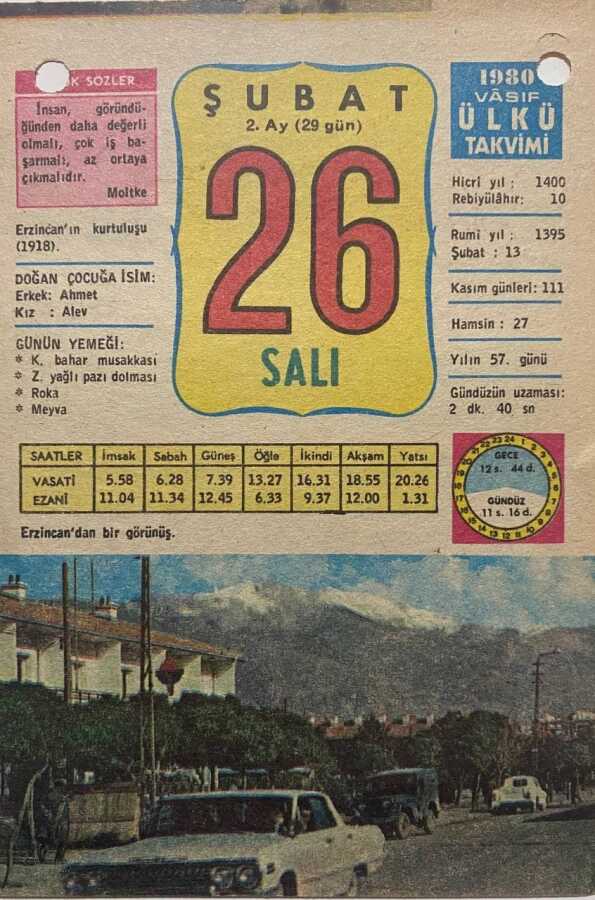 K SÖZLER
İnsan, göründü-
ğünden daha değerli
olmalı, çok iş ba-
şarmalı, az ortaya
çıkmalıdır.
Moltke
Erzincan'ın kurtuluşu
(1918).
DOĞAN ÇOCUĞA İSİM:
Erkek: Ahmet
Kız : Alev
GÜNÜN YEMEĞİ:
* K. bahar musakkası
* Z. yağlı pazı dolması
* Roka
* Meyva
ŞUBAT
2. Ay (29 gün)
26
SALI
1980
VÂSIF
ÜLKÜ
TAKVİMİ
Hicrî yıl : 1400
Rebiyülâhır: 10
Rumî yıl : 1395
Şubat : 13
Kasım günleri: 111
Hamsin : 27
Yılın 57. günü
Gündüzün uzaması:
2 dk. 40 sn
SAATLER İmsak Sabah Güneş Öğle İkindi Akşam Yatsı
VASATİ 5.58 6.28 7.39 13.27 16.31 18.55 20.26
EZANİ 11.04 11.34 12.45 6.33 9.37 12.00 1.31
GECE
12 s. 44 d.
GÜNDÜZ
11 s. 16 d.
Erzincan'dan bir görünüş.